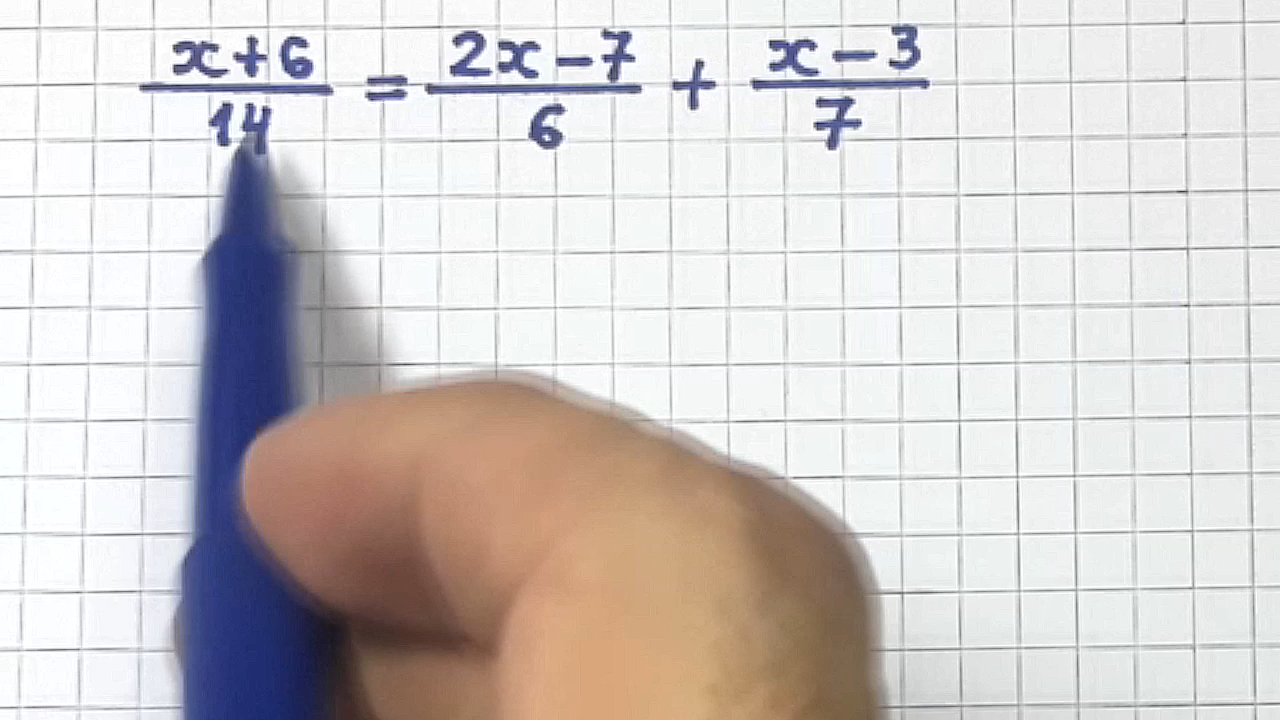 x+6/14 = 2x-7/6 + x-3/7